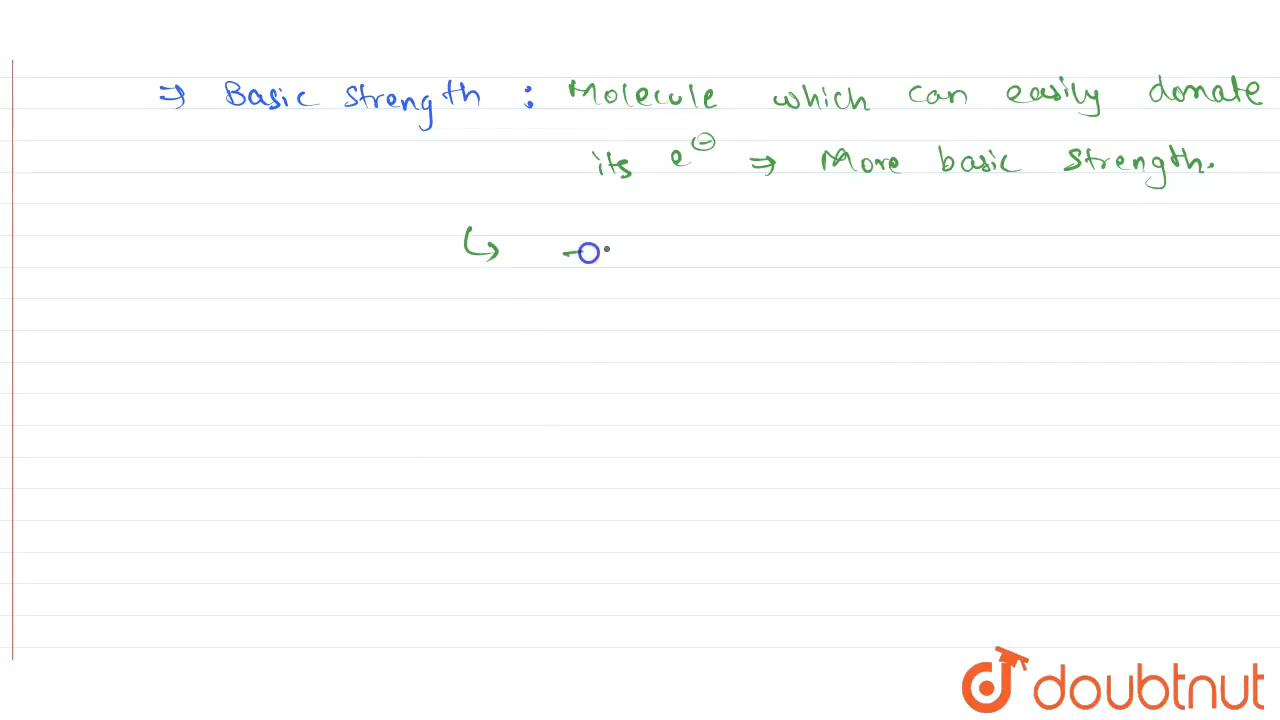 ⇒ Basic strength : Molecule which can easily donate
its e⊖ ⇒ More basic strength.
doubtnut